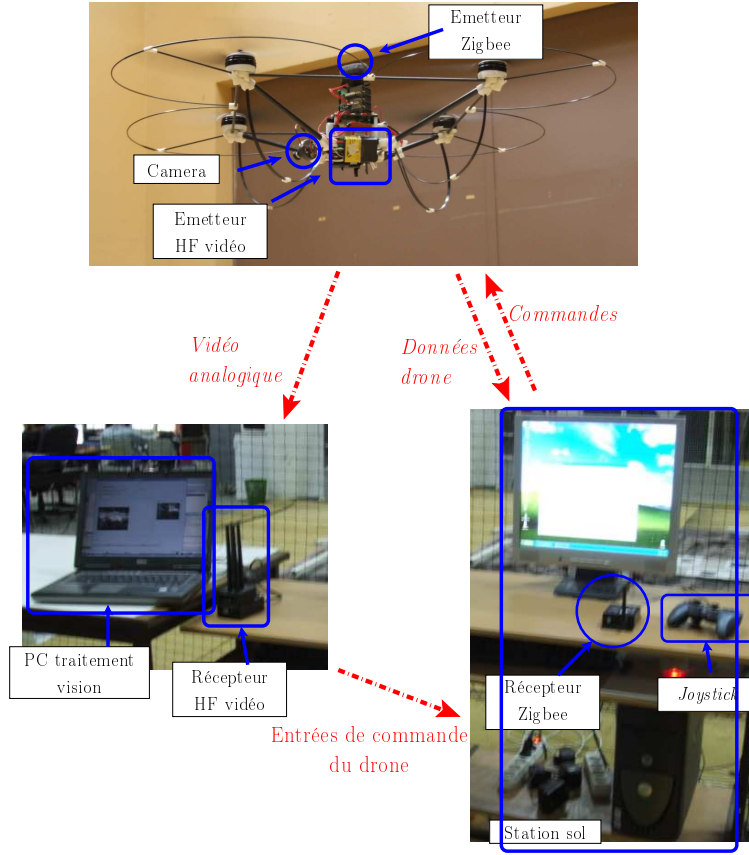 Emetteur
Zigbee
Camera
Emetteur
HF vidéo
Vidéo
analogique
Données
drone
Commandes
PC traitement
vision
Récepteur
HF vidéo
Entrées de commande
du drone
Récepteur
Zigbee
Joystick
Station sol